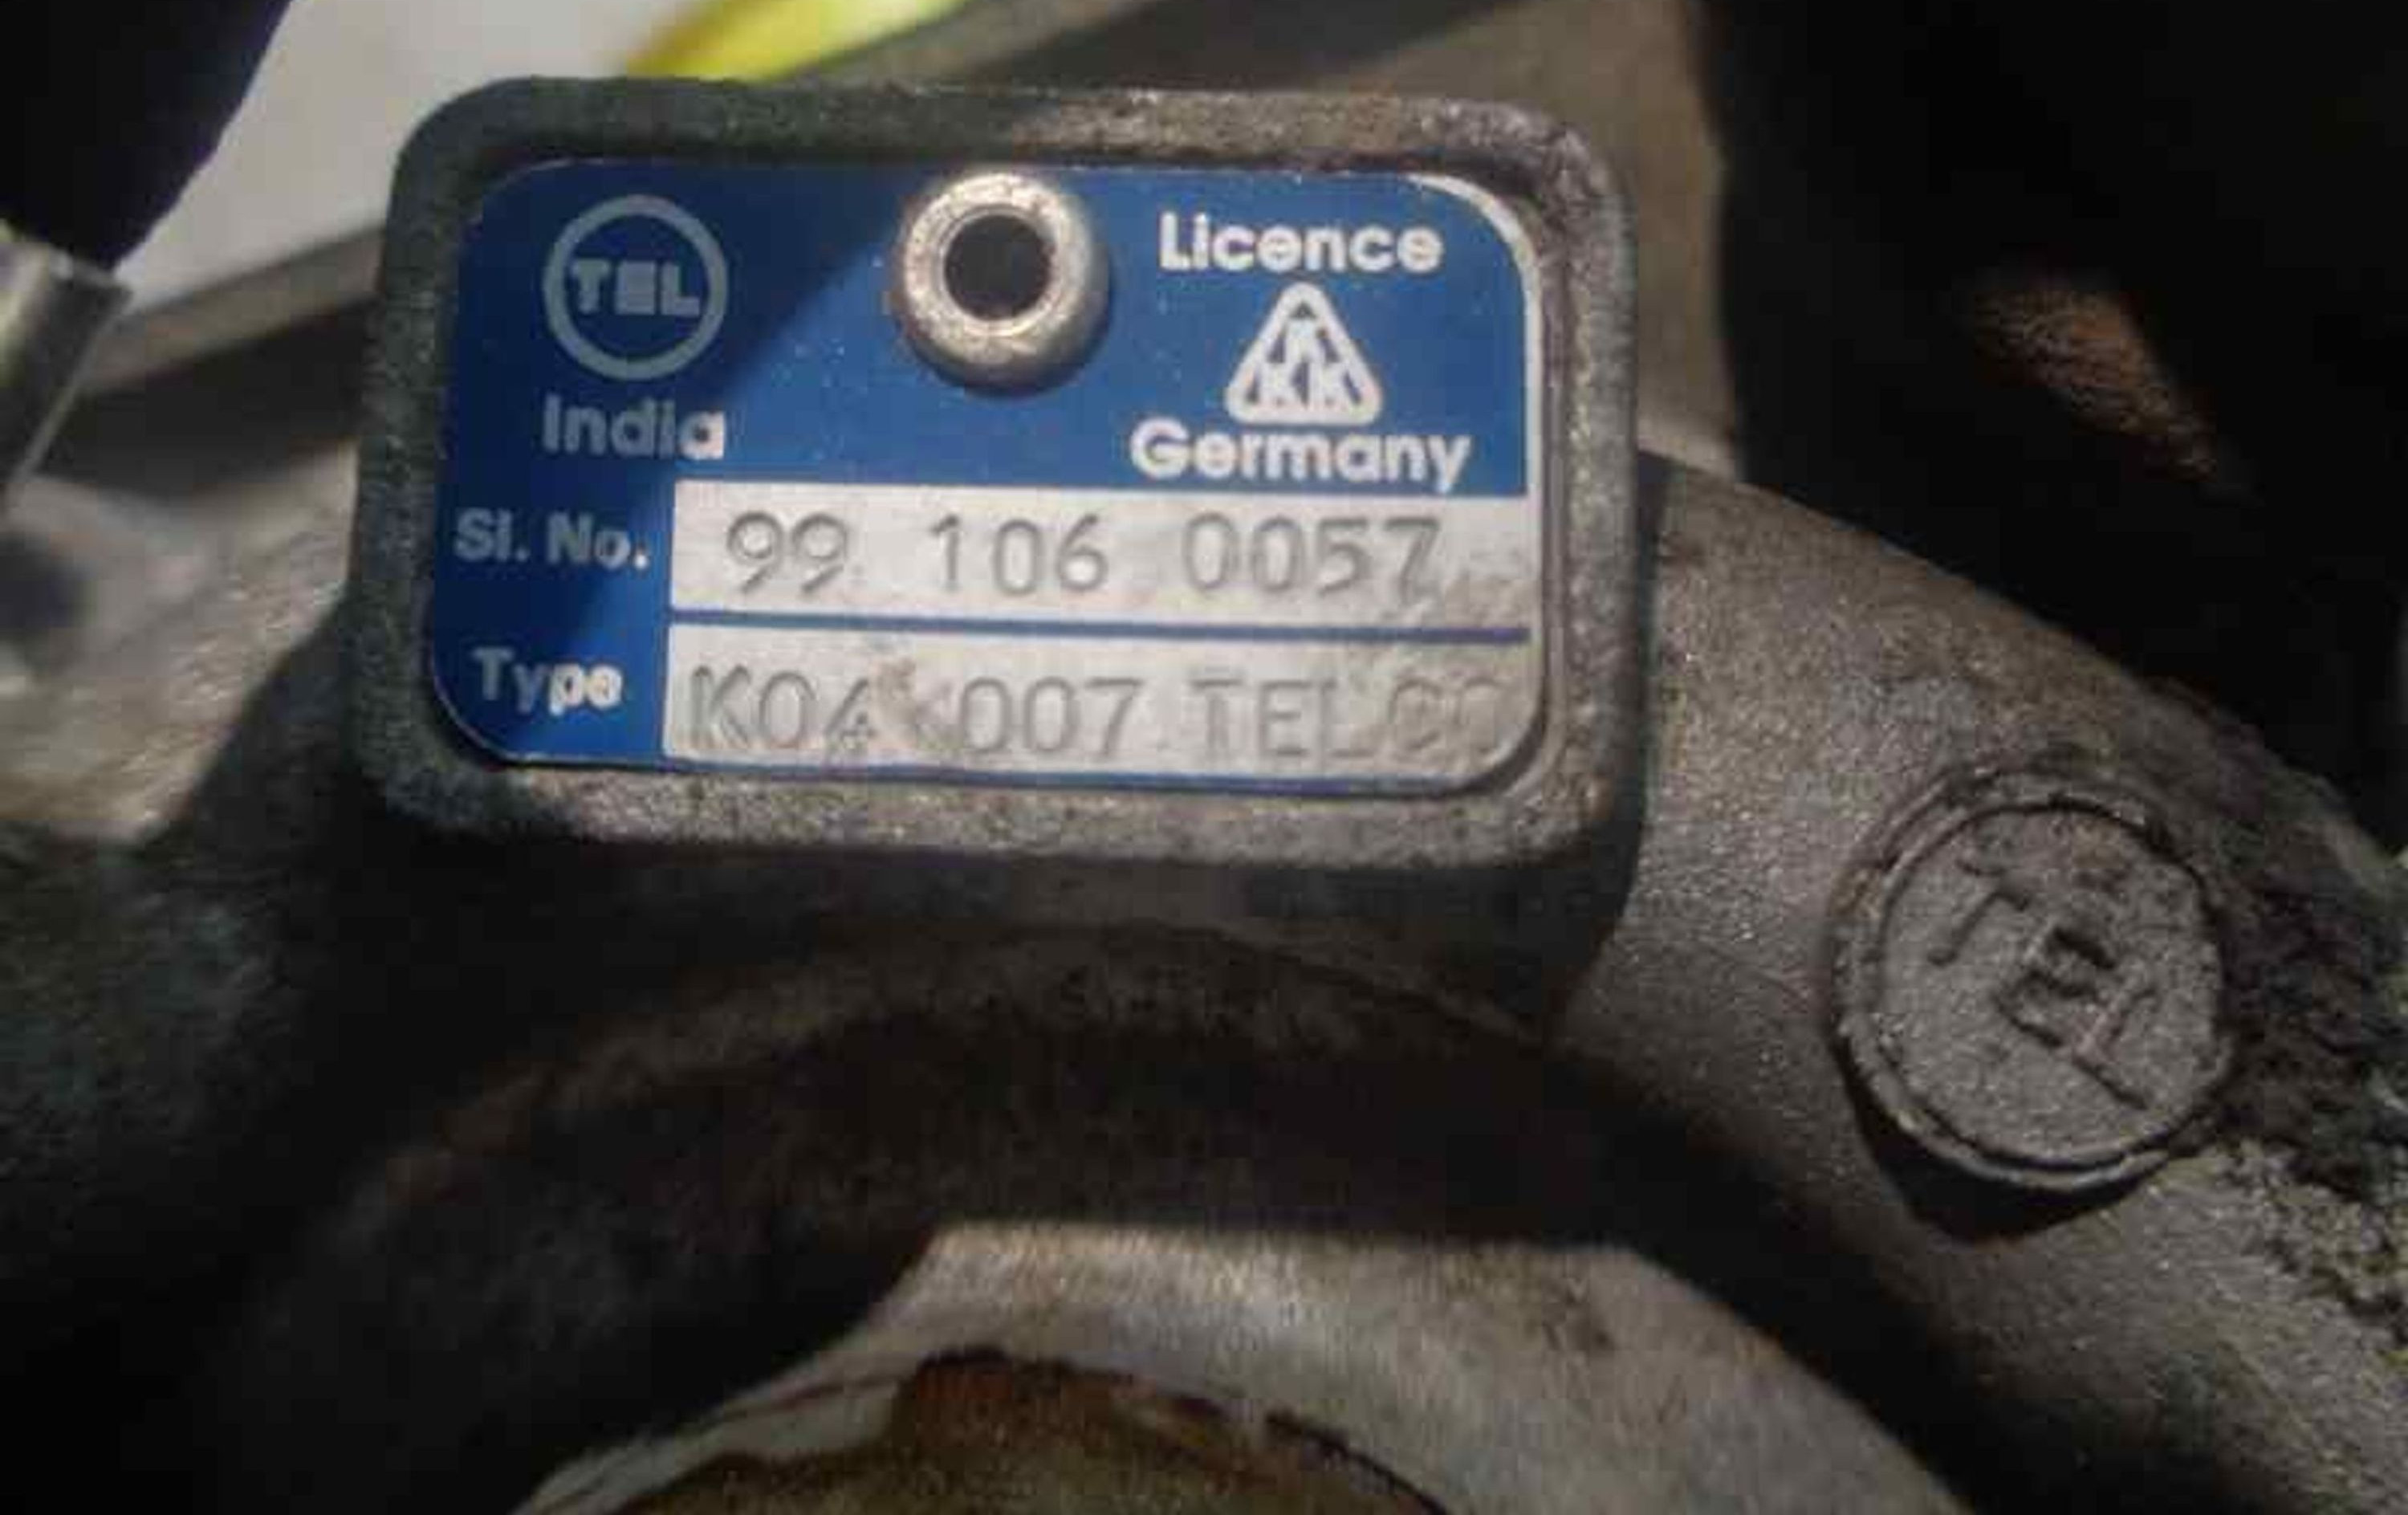 TEL
India
Licence
KKK
Germany
Sl. No. 99 106 0057
Type K04 007 TELCO
TEL